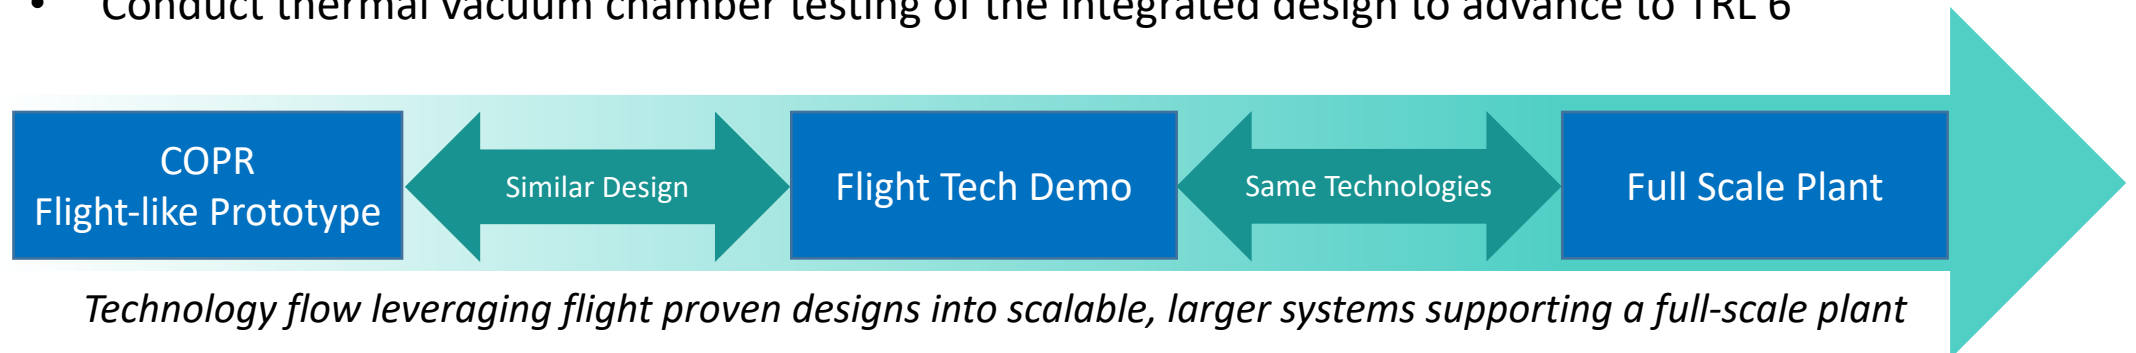 • Conduct thermal vacuum chamber testing of the integrated design to advance to TRL 6
COPR
Flight-like Prototype
Similar Design
Flight Tech Demo
Same Technologies
Full Scale Plant
Technology flow leveraging flight proven designs into scalable, larger systems supporting a full-scale plant